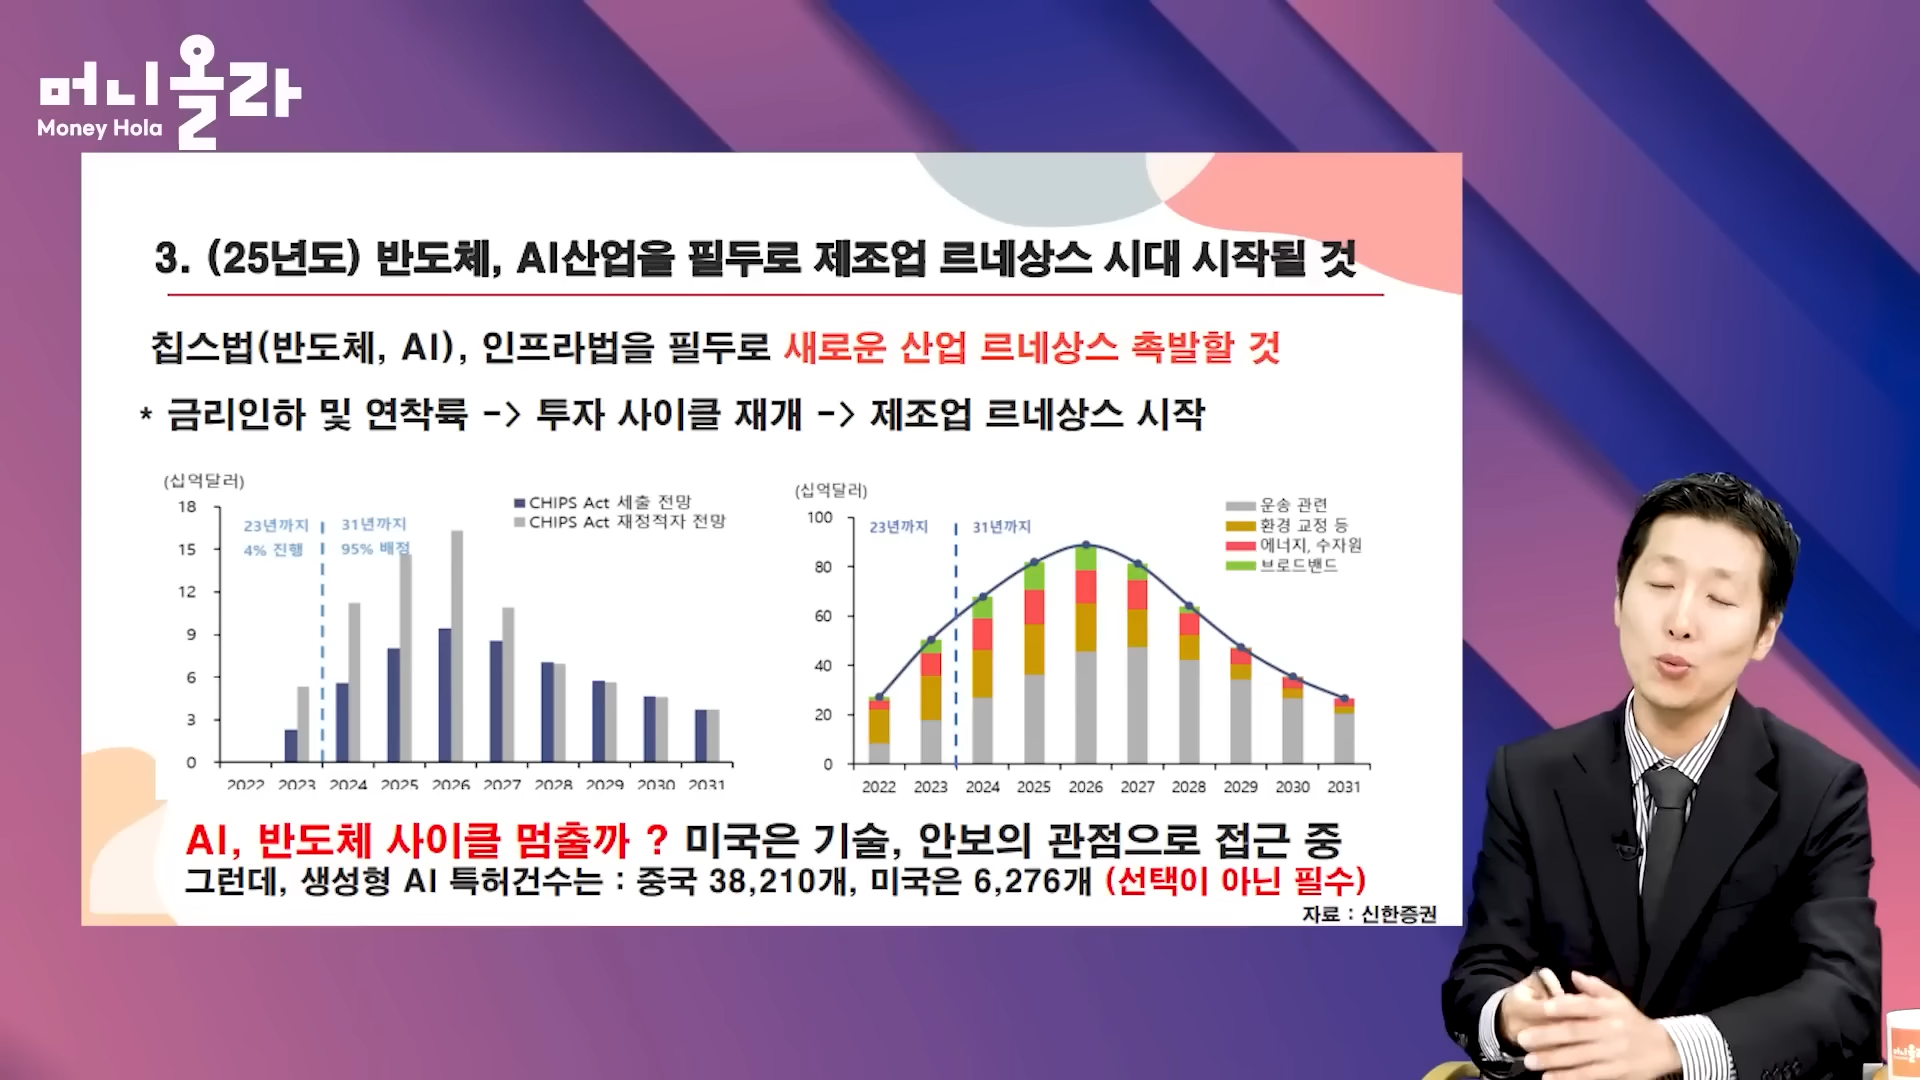 머니올라
Money Hola
3. (25년도) 반도체, AI산업을 필두로 제조업 르네상스 시대 시작될 것
칩스법(반도체, AI), 인프라법을 필두로 새로운 산업 르네상스 촉발할 것
* 금리인하 및 연착륙 -> 투자 사이클 재개 -> 제조업 르네상스 시작
(십억달러)
18
15
12
9
6
3
0
23년까지
4% 진행
31년까지
95% 배정
CHIPS Act 세출 전망
CHIPS Act 재정적자 전망
2022 2023 2024 2025 2026 2027 2028 2029 2030 2031
(십억달러)
100
80
60
40
20
0
23년까지
31년까지
운송 관련
환경 교정 등
에너지, 수자원
브로드밴드
2022 2023 2024 2025 2026 2027 2028 2029 2030 2031
AI, 반도체 사이클 멈출까 ? 미국은 기술, 안보의 관점으로 접근 중
그런데, 생성형 AI 특허건수는 : 중국 38,210개, 미국은 6,276개 (선택이 아닌 필수)
자료 : 신한증권
머니올